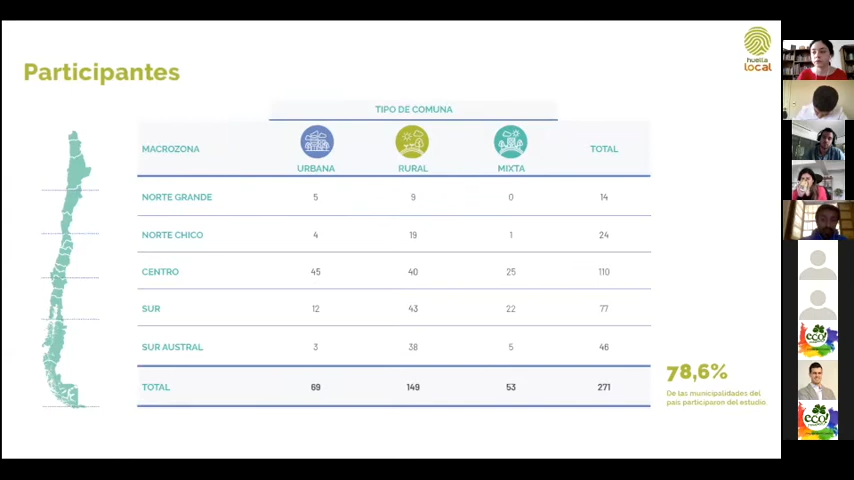 huella
local
Participantes
TIPO DE COMUNA
MACROZONA
URBANA
RURAL
MIXTA
TOTAL
NORTE GRANDE 5 9 0 14
NORTE CHICO 4 19 1 24
CENTRO 45 40 25 110
SUR 12 43 22 77
SUR AUSTRAL 3 38 5 46
TOTAL 69 149 53 271
78,6%
De las municipalidades del
país participaron del estudio.
eco!
eco!